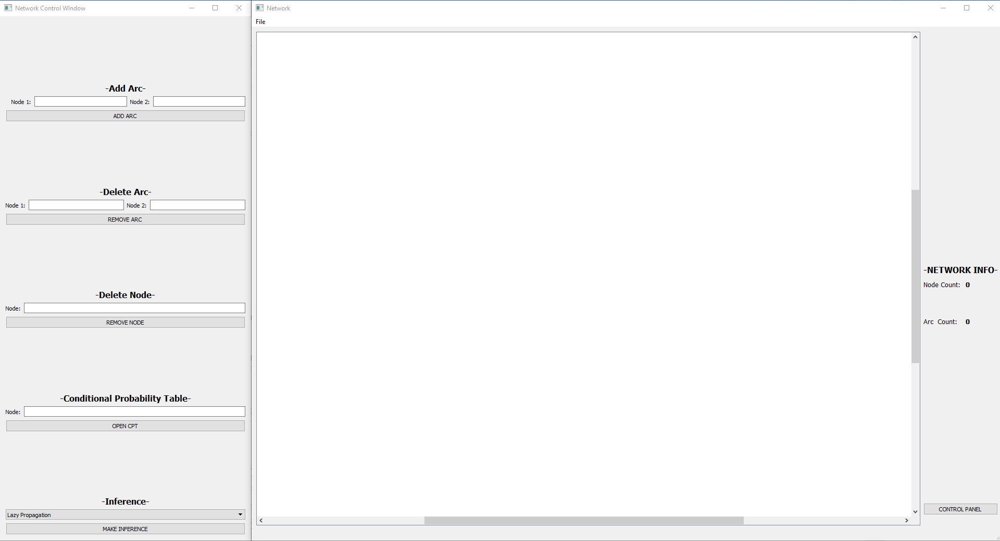 Network Control WIndow
-Add Arc-
Node 1: Node 2:
ADD ARC
-Delete Arc-
Node 1: Node 2:
REMOVE ARC
-Delete Node-
Node:
REMOVE NODE
-Conditional Probability Table-
Node:
OPEN CPT
-Inference-
Lazy Propagation
MAKE INFERENCE
Network
File
-NETWORK INFO-
Node Count: 0
Arc Count: 0
CONTROL PANEL